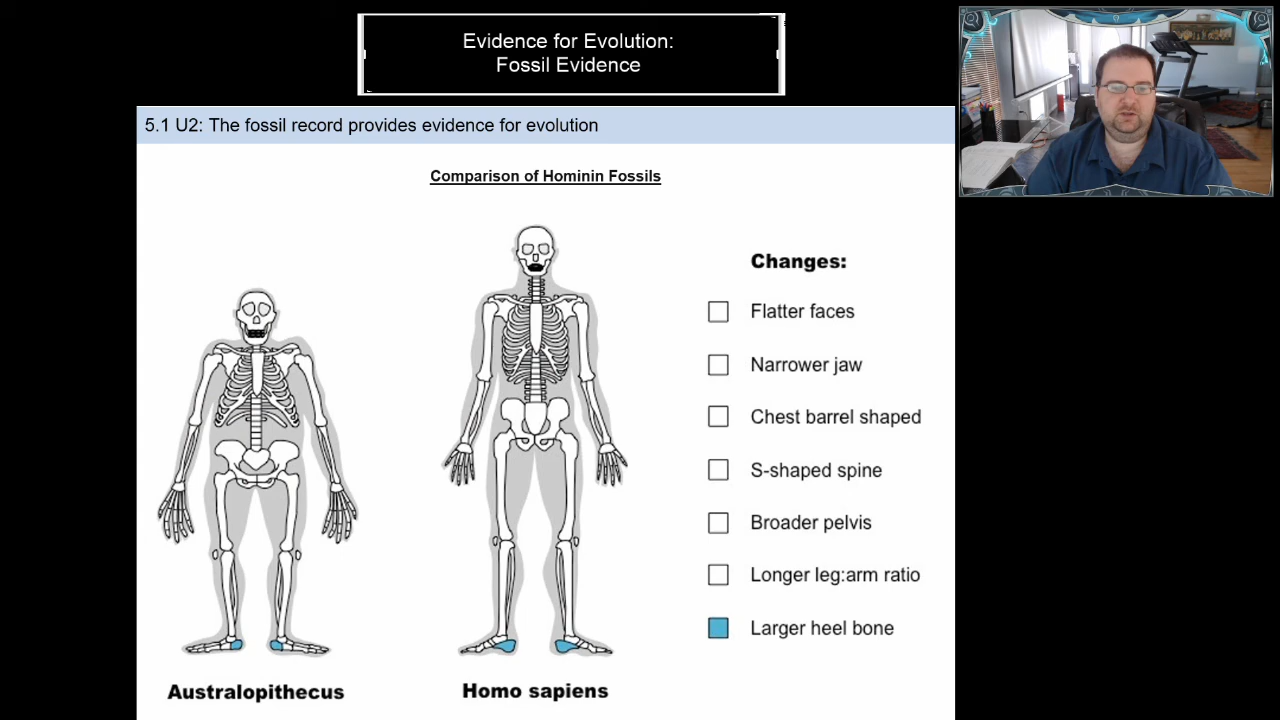 Evidence for Evolution:
Fossil Evidence
5.1 U2: The fossil record provides evidence for evolution
Comparison of Hominin Fossils
Changes:
Flatter faces
Narrower jaw
Chest barrel shaped
S-shaped spine
Broader pelvis
Longer leg:arm ratio
Larger heel bone
Australopithecus
Homo sapiens